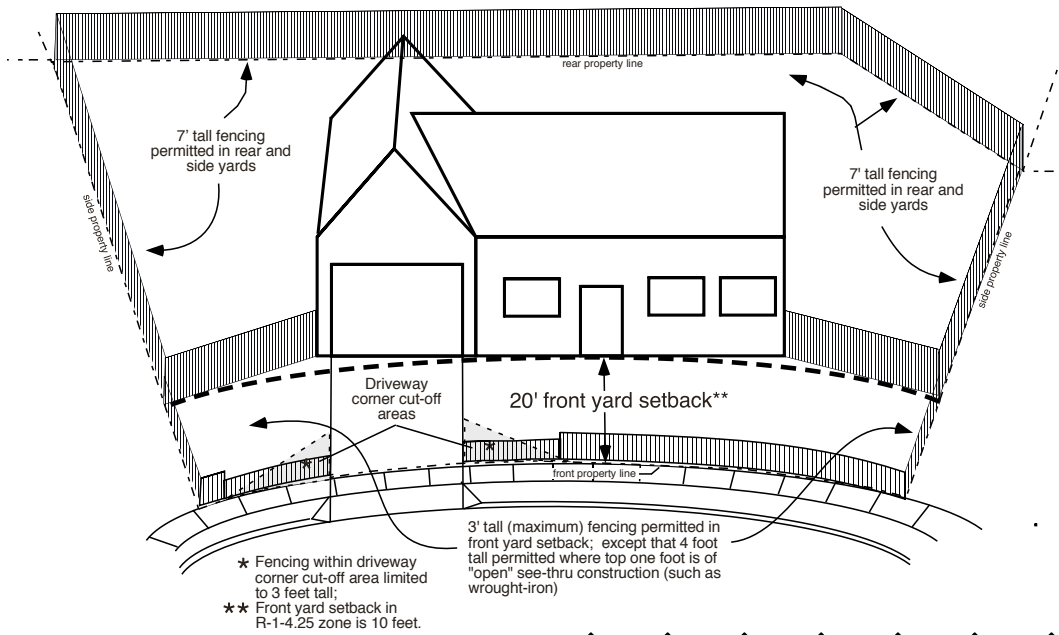 rear property line
7' tall fencing
permitted in rear and
side yards
7' tall fencing
permitted in rear and
side yards
side property line
side property line
Driveway
corner cut-off
areas
20' front yard setback**
*
*
front property line
3' tall (maximum) fencing permitted in
front yard setback; except that 4 foot
tall permitted where top one foot is of
"open" see-thru construction (such as
wrought-iron)
* Fencing within driveway
corner cut-off area limited
to 3 feet tall;
** Front yard setback in
R-1-4.25 zone is 10 feet.